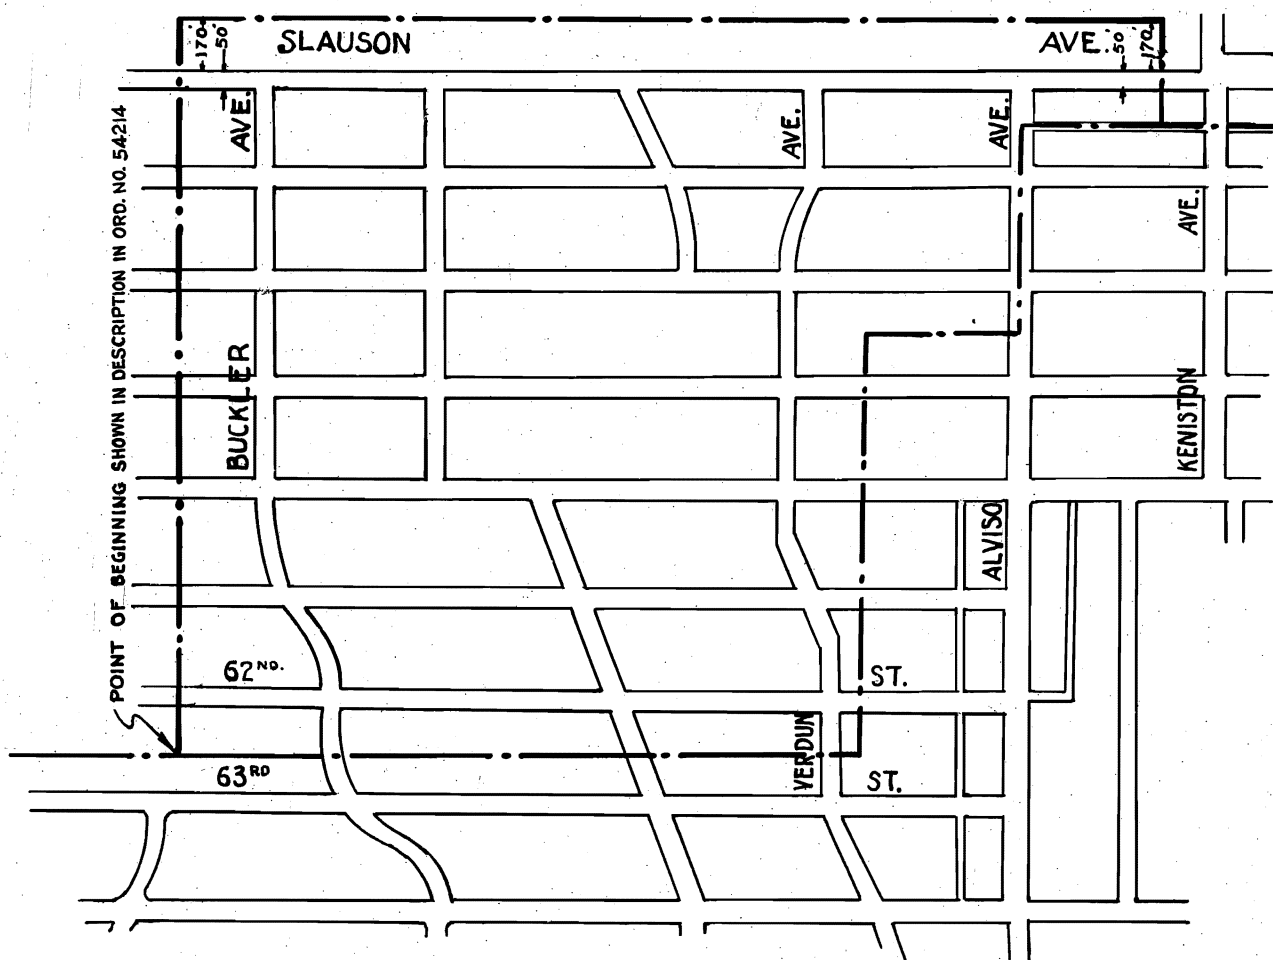 170'
50'
SLAUSON
AVE.
50'
170'
AVE.
AVE.
AVE.
AVE.
POINT OF BEGINNING SHOWN IN DESCRIPTION IN ORD. NO. 54214
BUCKLER
KENISTON
ALVISO
62ND.
ST.
VERDUN
63RD
ST.